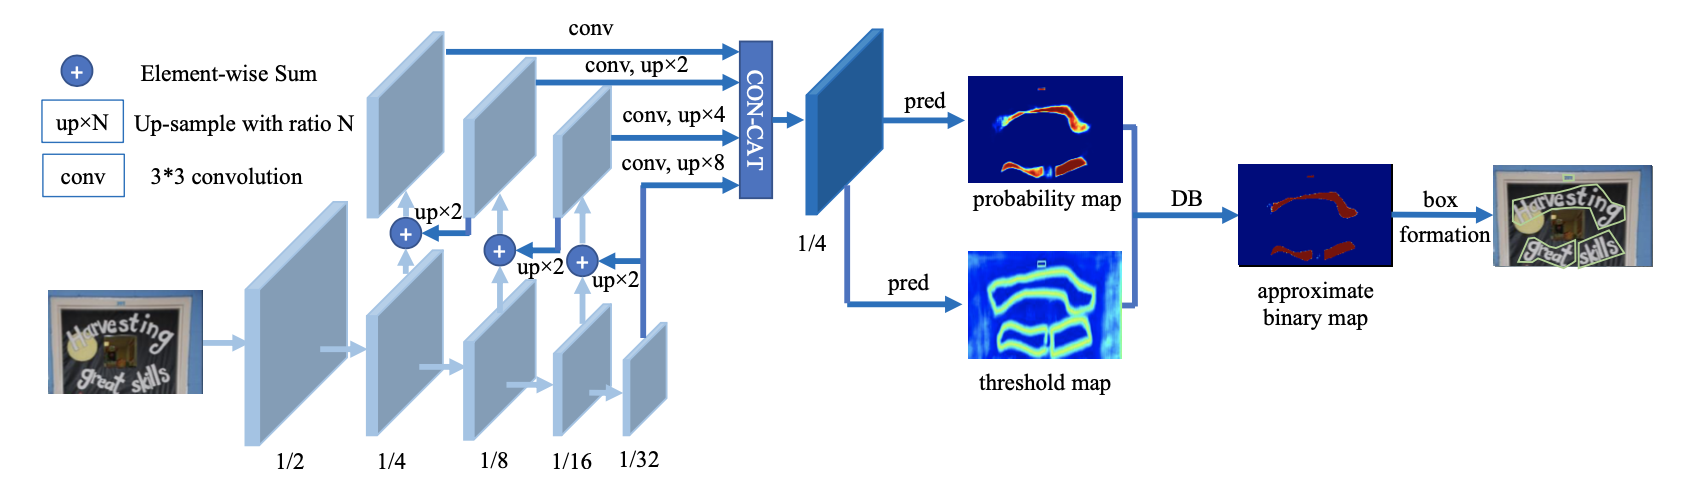 + Element-wise Sum
up×N Up-sample with ratio N
conv 3*3 convolution
conv
conv, up×2
conv, up×4
conv, up×8
CON-CAT
up×2
up×2
up×2
+
+
+
Harvesting
great skills
1/2
1/4
1/8
1/16
1/32
1/4
pred
probability map
pred
threshold map
DB
approximate
binary map
box
formation
Harvesting
great skills